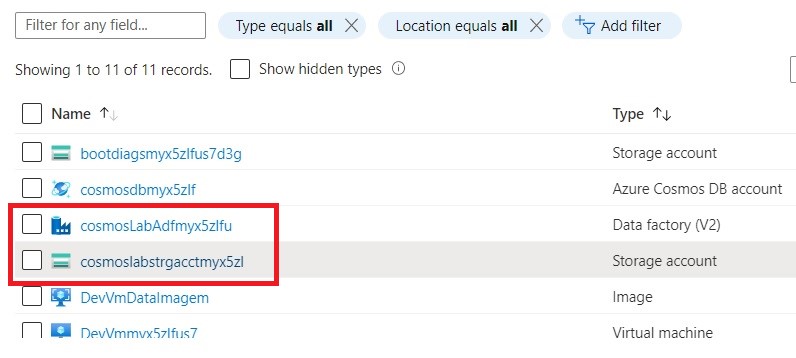 Filter for any field...
Type equals all
Location equals all
Add filter
Showing 1 to 11 of 11 records.
Show hidden types
Name
Type
bootdiagsmyx5zlfus7d3g
Storage account
cosmosdbmyx5zlf
Azure Cosmos DB account
cosmosLabAdfmyx5zlfu
Data factory (V2)
cosmoslabstrgacctmyx5zl
Storage account
DevVmDataImagem
Image
DevVmmyx5zlfus7
Virtual machine